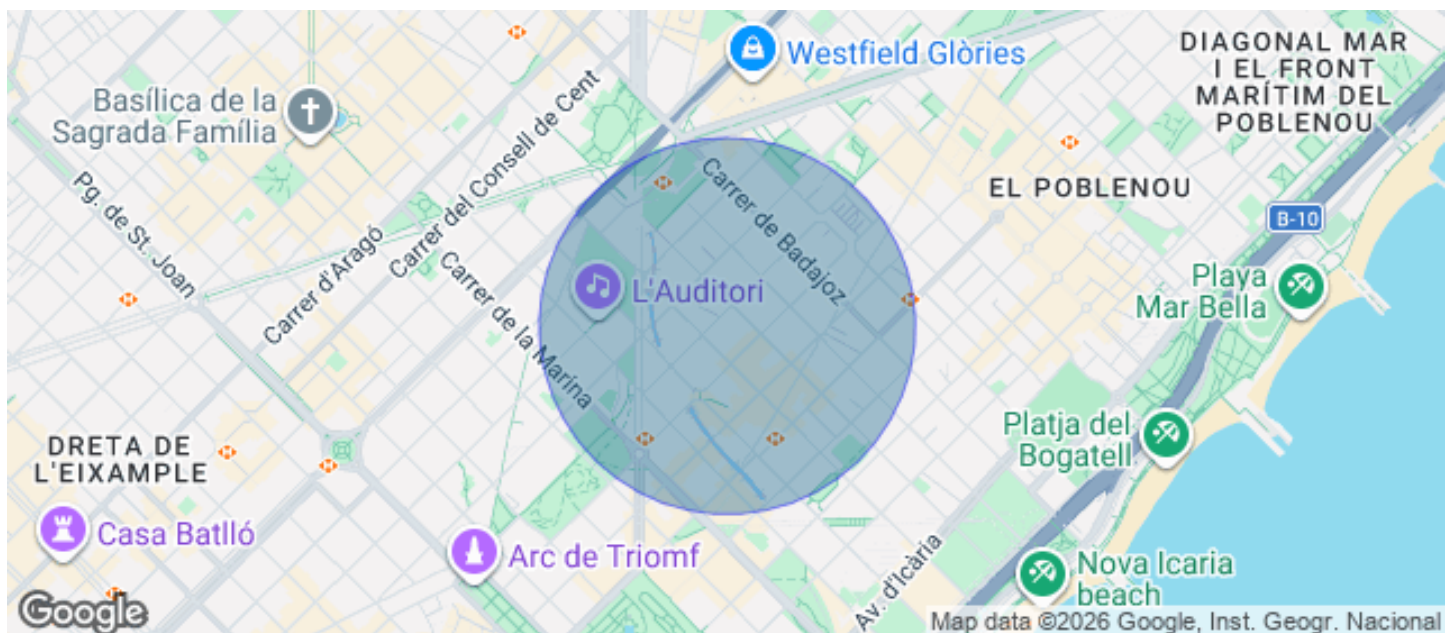 Westfield Glòries
DIAGONAL MAR
I EL FRONT
MARÍTIM DEL
POBLENOU
Basílica de la
Sagrada Família
Carrer del Consell de Cent
Carrer de Badajoz
EL POBLENOU
B-10
Pg. de St. Joan
Carrer d'Aragó
Carrer de la Marina
L'Auditori
Playa
Mar Bella
Platja del
Bogatell
DRETA DE
L'EIXAMPLE
Casa Batlló
Arc de Triomf
Av. d'Icària
Nova Icaria
beach
Google
Map data ©2026 Google, Inst. Geogr. Nacional